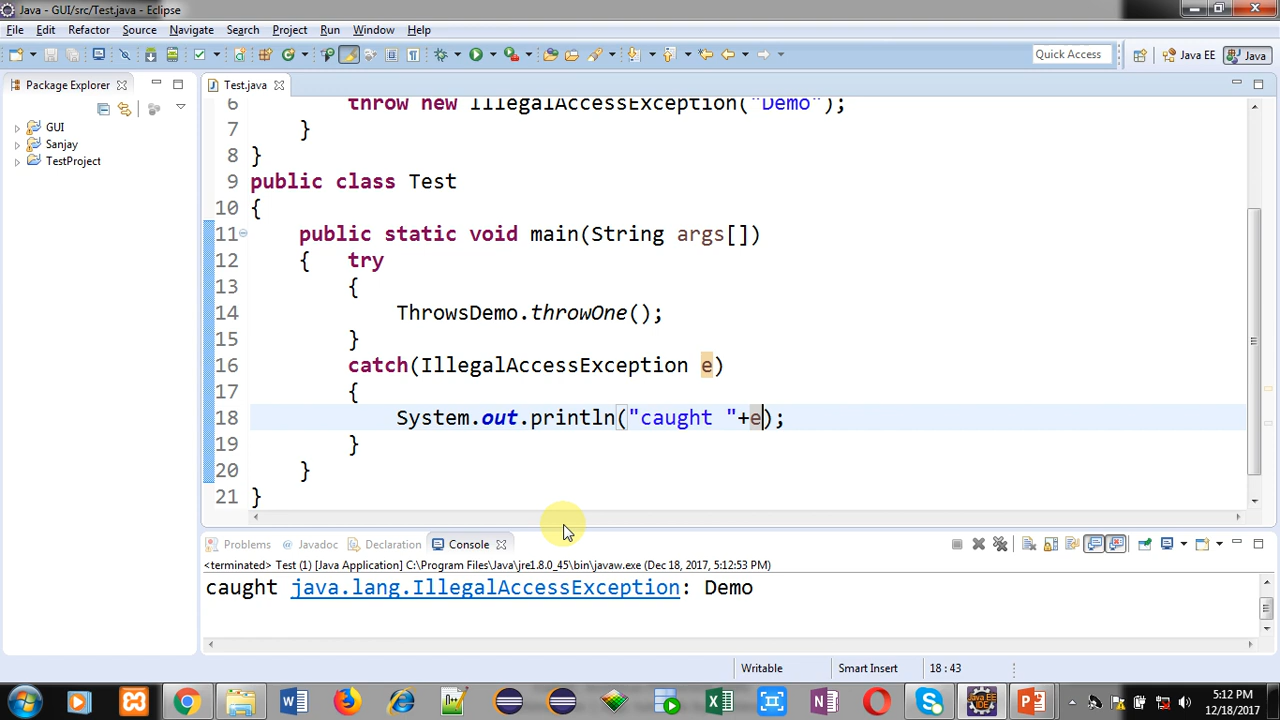 Java - GUI/src/Test.java - Eclipse
File Edit Refactor Source Navigate Search Project Run Window Help
Quick Access Java EE Java
Package Explorer
GUI
Sanjay
TestProject
Test.java
6 throw new IllegalAccessException("Demo");
7 }
8 }
9 public class Test
10 {
11 public static void main(String args[])
12 { try
13 {
14 ThrowsDemo.throwOne();
15 }
16 catch(IllegalAccessException e)
17 {
18 System.out.println("caught "+e);
19 }
20 }
21 }
Problems Javadoc Declaration Console
<terminated> Test (1) [Java Application] C:\Program Files\Java\jre1.8.0_45\bin\javaw.exe (Dec 18, 2017, 5:12:53 PM)
caught java.lang.IllegalAccessException: Demo
Writable Smart Insert 18 : 43
5:12 PM
12/18/2017